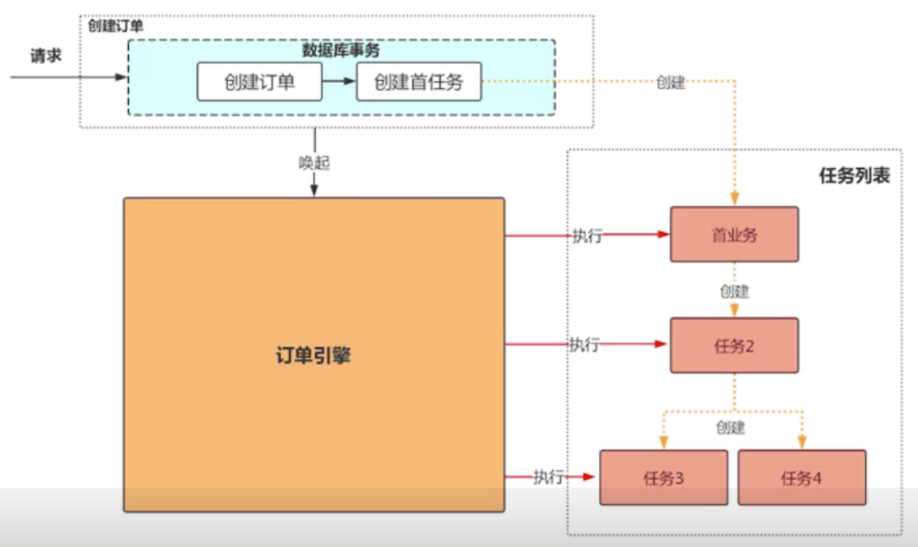 创建订单
请求
数据库事务
创建订单
创建首任务
创建
唤起
任务列表
执行
首业务
创建
订单引擎
执行
任务2
创建
执行
任务3
任务4